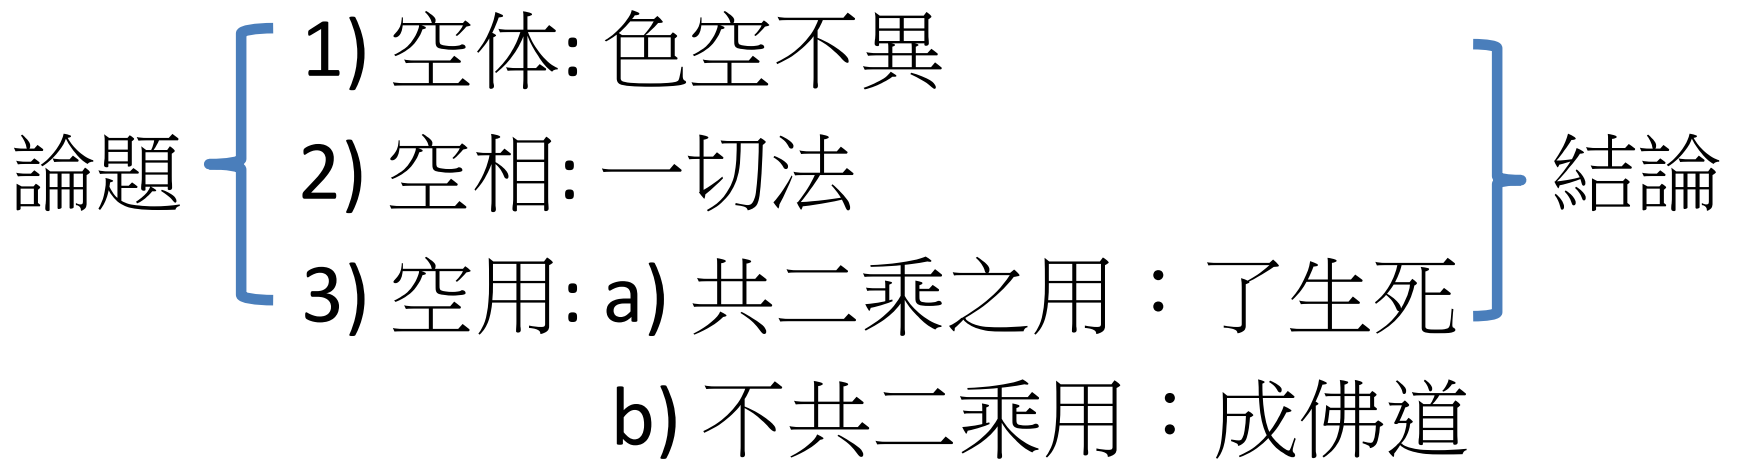 論題
1) 空体: 色空不異
2) 空相: 一切法
3) 空用: a) 共二乘之用：了生死
b) 不共二乘用：成佛道
結論